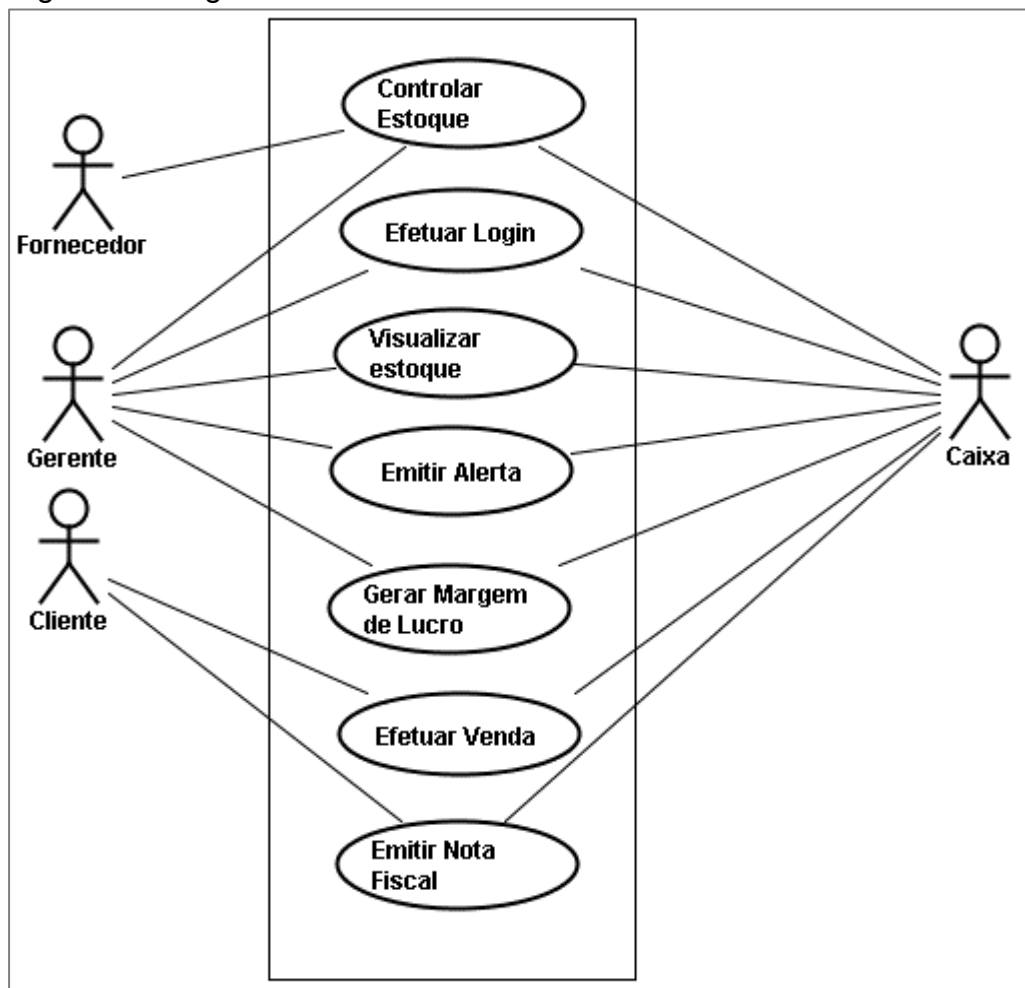 Controlar
Estoque
Fornecedor
Efetuar Login
Visualizar
estoque
Gerente
Caixa
Emitir Alerta
Cliente
Gerar Margem
de Lucro
Efetuar Venda
Emitir Nota
Fiscal